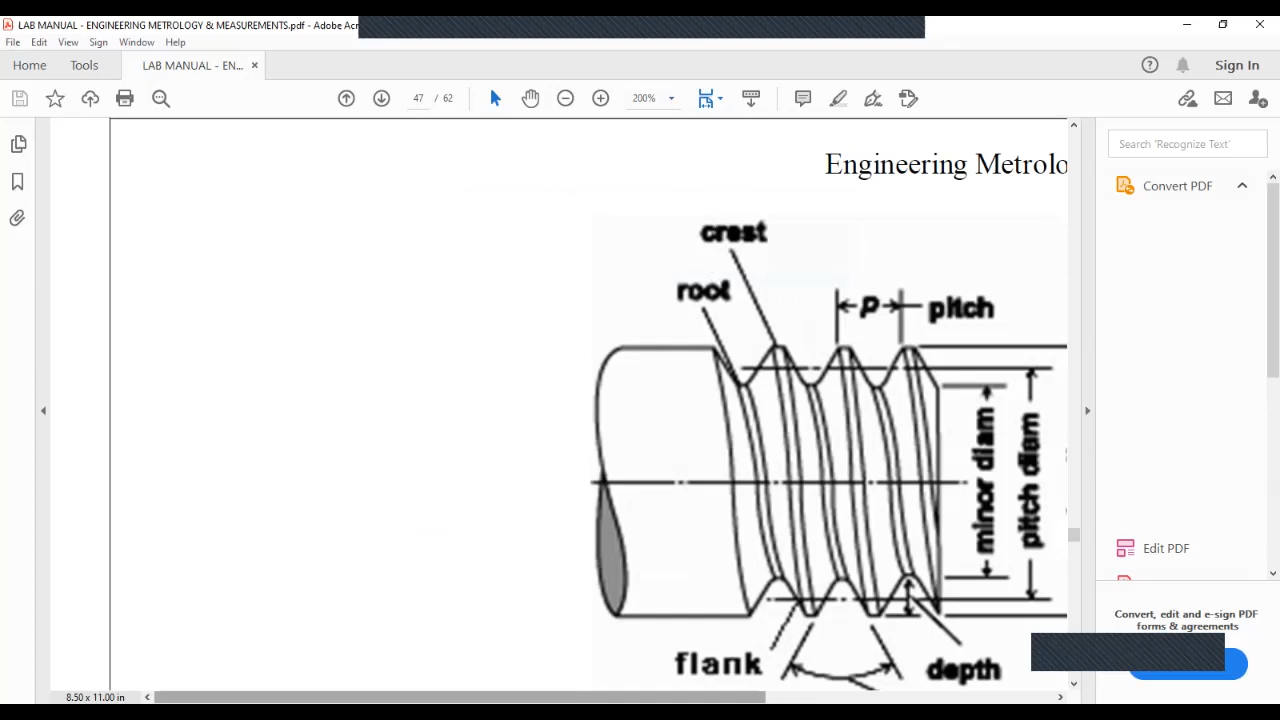 LAB MANUAL - ENGINEERING METROLOGY & MEASUREMENTS.pdf - Adobe Acr
File Edit View Sign Window Help
Home Tools LAB MANUAL - EN... × Sign In
47 / 62 200%
Search 'Recognize Text'
Engineering Metrolo
Convert PDF
crest
root
P pitch
minor diam
pitch diam
Edit PDF
Convert, edit and e-sign PDF
forms & agreements
flank
depth
8.50 x 11.00 in